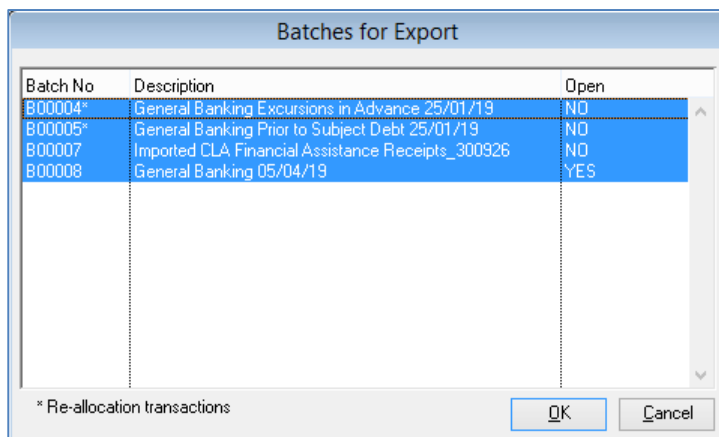 Batches for Export
Batch No Description Open
B00004* General Banking Excursions in Advance 25/01/19 NO
B00005* General Banking Prior to Subject Debt 25/01/19 NO
B00007 Imported CLA Financial Assistance Receipts_300926 NO
B00008 General Banking 05/04/19 YES
* Re-allocation transactions OK Cancel